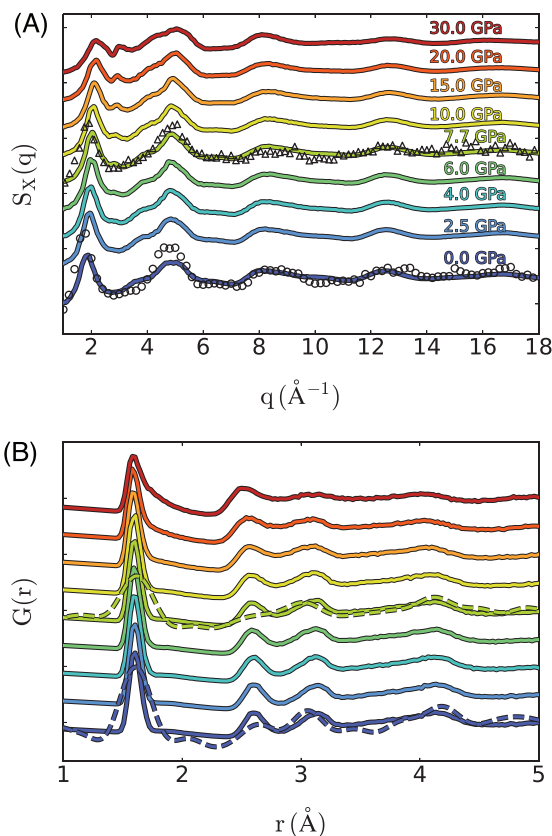 (A)
30.0 GPa
20.0 GPa
15.0 GPa
10.0 GPa
7.7 GPa
6.0 GPa
4.0 GPa
2.5 GPa
0.0 GPa
S_X(q)
2 4 6 8 10 12 14 16 18
q (Å⁻¹)
(B)
G(r)
1 2 3 4 5
r (Å)